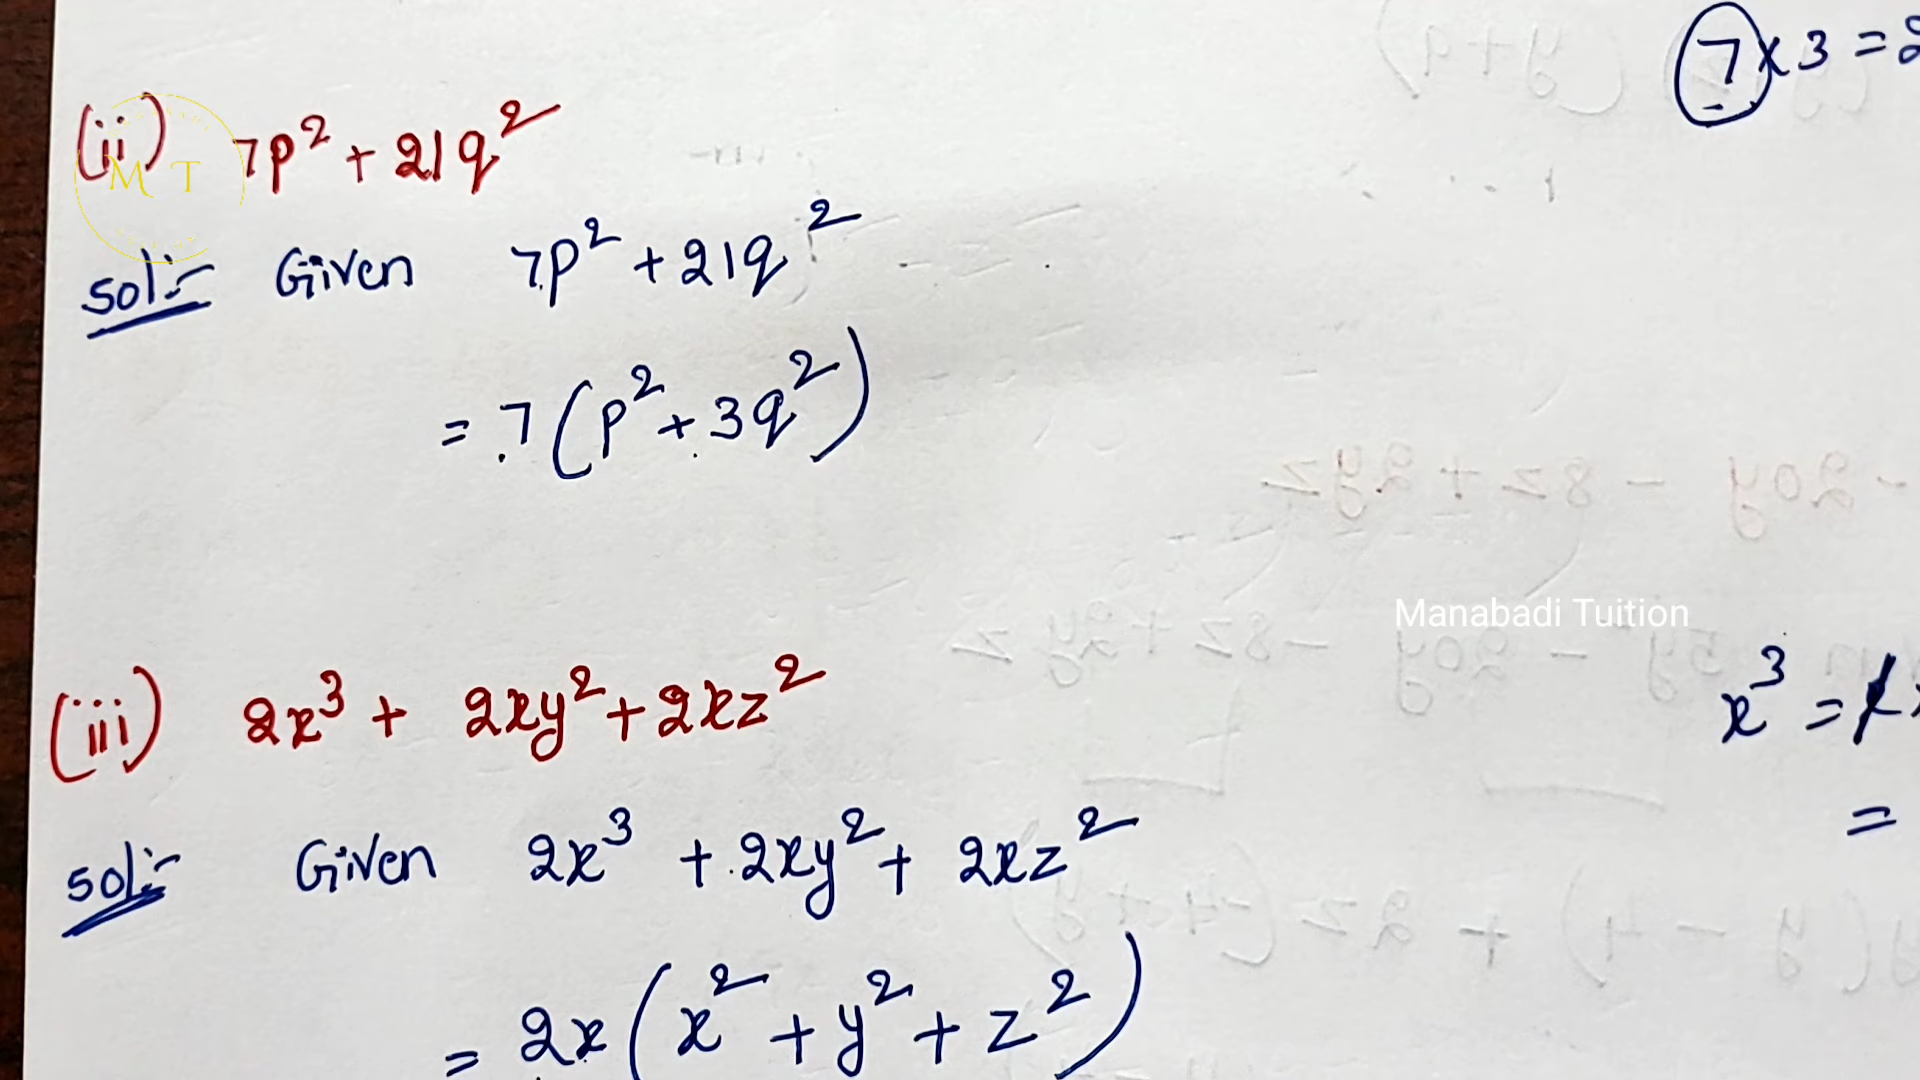 7 x 3 = 2
(ii) 7p² + 21q²
M T
Sol:- Given 7p² + 21q²
= 7(p² + 3q²)
Manabadi Tuition
(iii) 2x³ + 2xy² + 2xz²
x³ = x
=
Sol:- Given 2x³ + 2xy² + 2xz²
= 2x(x² + y² + z²)